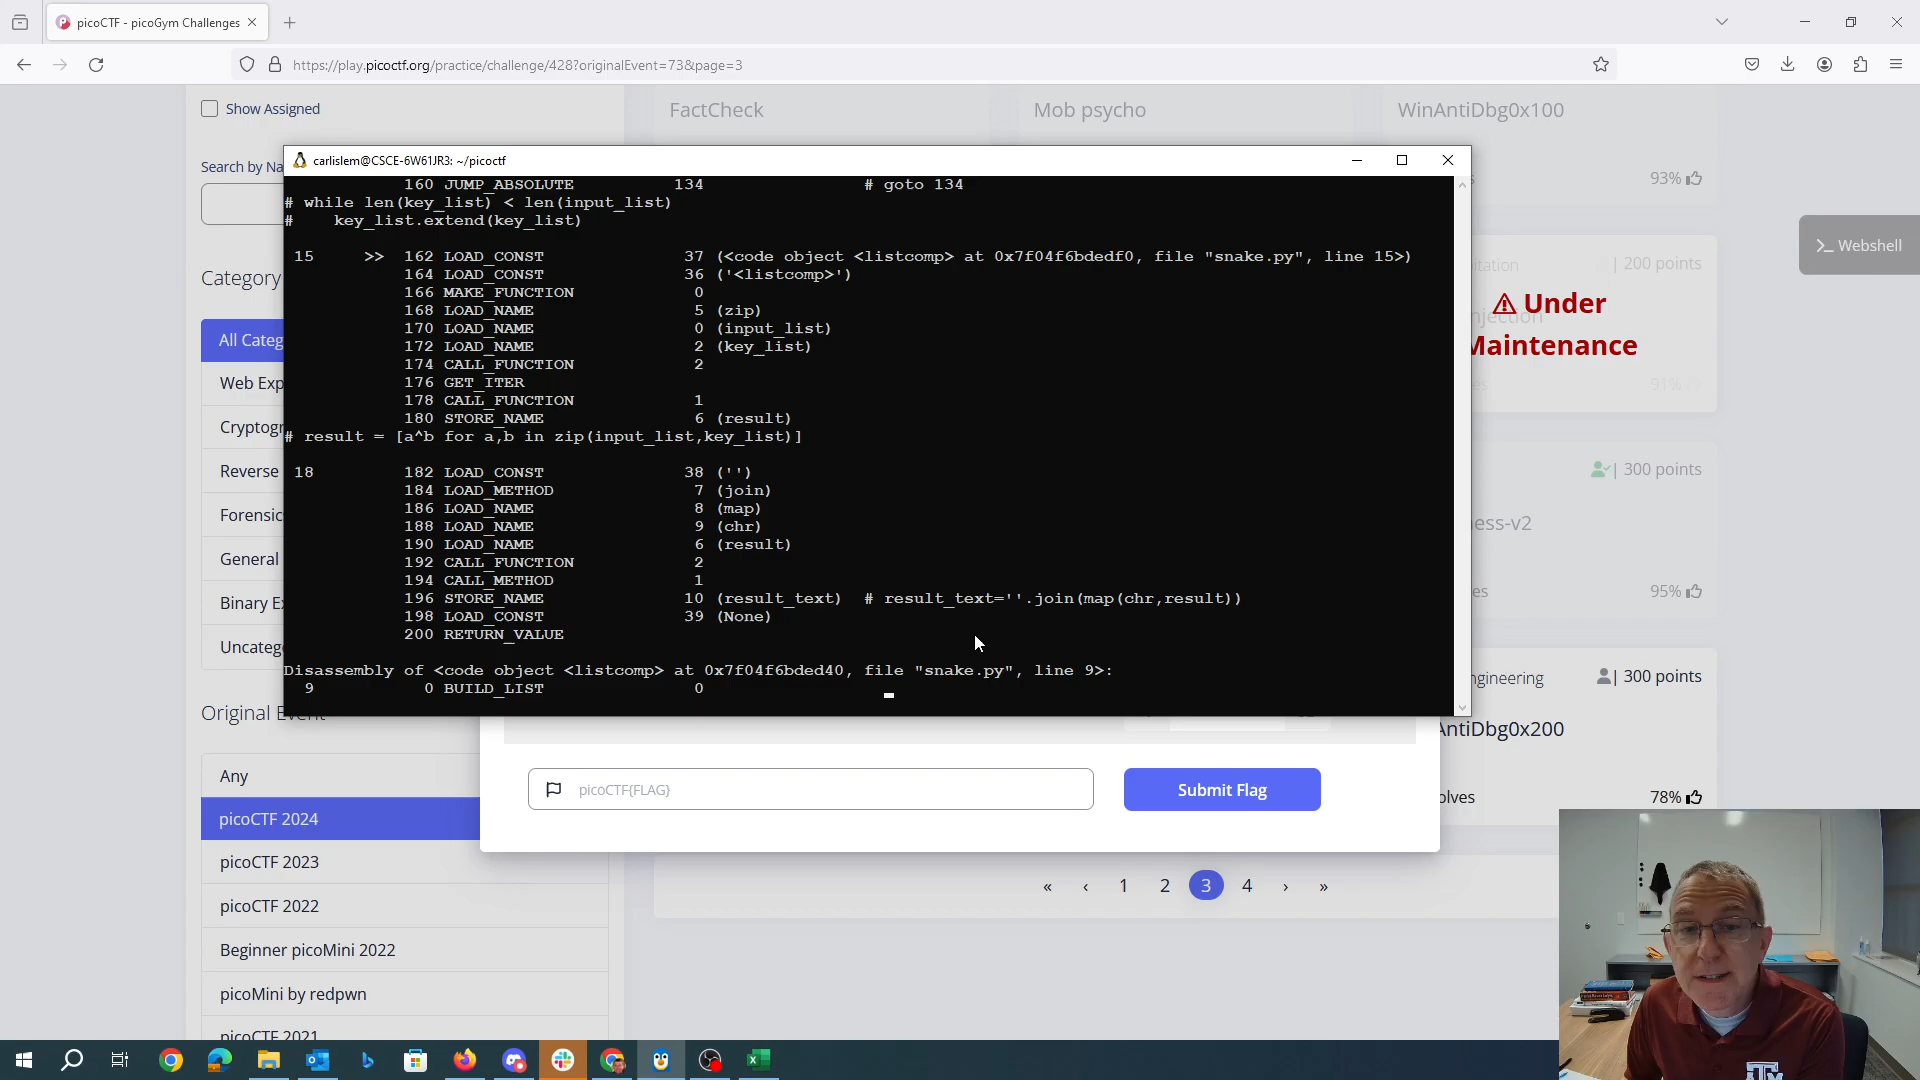 picoCTF - picoGym Challenges
https://play.picoctf.org/practice/challenge/428?originalEvent=73&page=3
Show Assigned
FactCheck
Mob psycho
WinAntiDbg0x100
carlislem@CSCE-6W61JR3: ~/picoctf
Search by Na
93%
160 JUMP_ABSOLUTE 134 # goto 134
# while len(key_list) < len(input_list)
# key_list.extend(key_list)
15 >> 162 LOAD_CONST 37 (<code object <listcomp> at 0x7f04f6bdedf0, file "snake.py", line 15>)
164 LOAD_CONST 36 ('<listcomp>')
166 MAKE_FUNCTION 0
168 LOAD_NAME 5 (zip)
170 LOAD_NAME 0 (input_list)
172 LOAD_NAME 2 (key_list)
174 CALL_FUNCTION 2
176 GET_ITER
178 CALL_FUNCTION 1
180 STORE_NAME 6 (result)
# result = [a^b for a,b in zip(input_list,key_list)]
18 182 LOAD_CONST 38 ('')
184 LOAD_METHOD 7 (join)
186 LOAD_NAME 8 (map)
188 LOAD_NAME 9 (chr)
190 LOAD_NAME 6 (result)
192 CALL_FUNCTION 2
194 CALL_METHOD 1
196 STORE_NAME 10 (result_text) # result_text=''.join(map(chr,result))
198 LOAD_CONST 39 (None)
200 RETURN_VALUE
Disassembly of <code object <listcomp> at 0x7f04f6bded40, file "snake.py", line 9>:
9 0 BUILD_LIST 0
>_ Webshell
itation | 200 points
Under
Maintenance
91%
| 300 points
ess-v2
es 95%
ngineering | 300 points
AntiDbg0x200
olves 78%
Category
All Categ
Web Exp
Cryptogr
Reverse
Forensic
General
Binary Ex
Uncateg
Original Event
Any
picoCTF 2024
picoCTF 2023
picoCTF 2022
Beginner picoMini 2022
picoMini by redpwn
picoCTF 2021
picoCTF{FLAG}
Submit Flag
« ‹ 1 2 3 4 › »